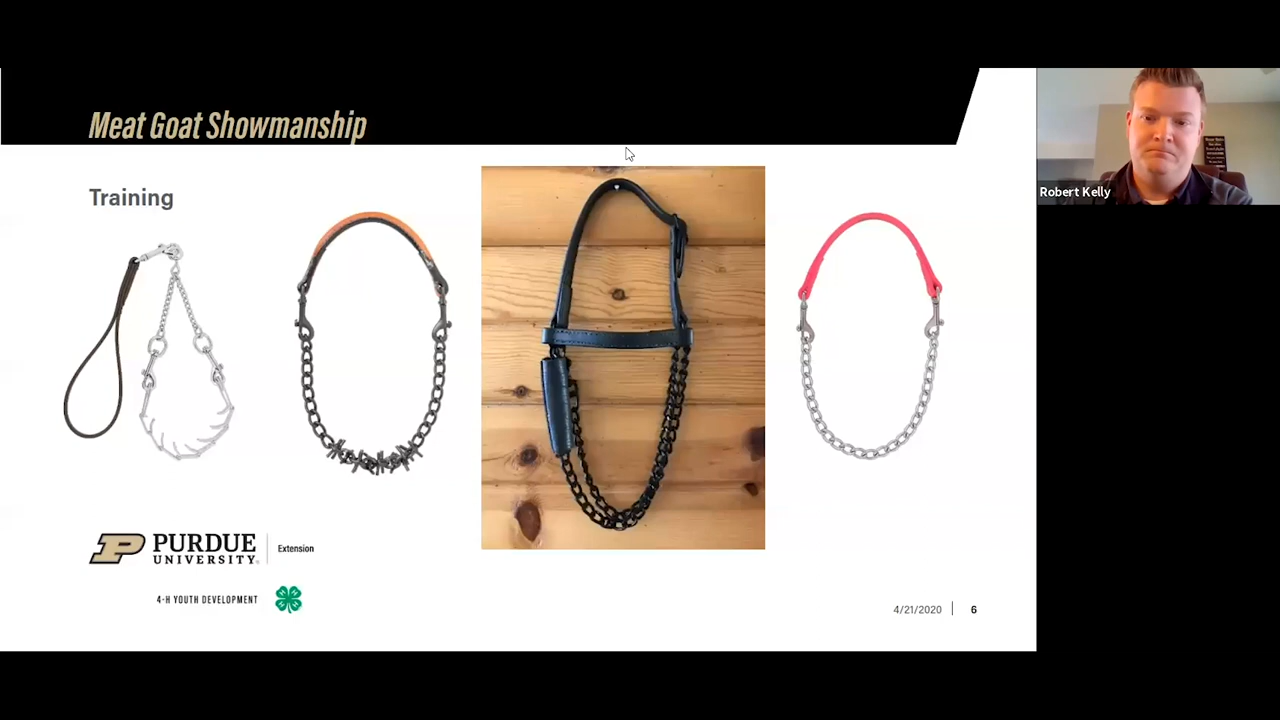 Meat Goat Showmanship
Training
Robert Kelly
PURDUE
UNIVERSITY®
Extension
4-H YOUTH DEVELOPMENT
4/21/2020
6